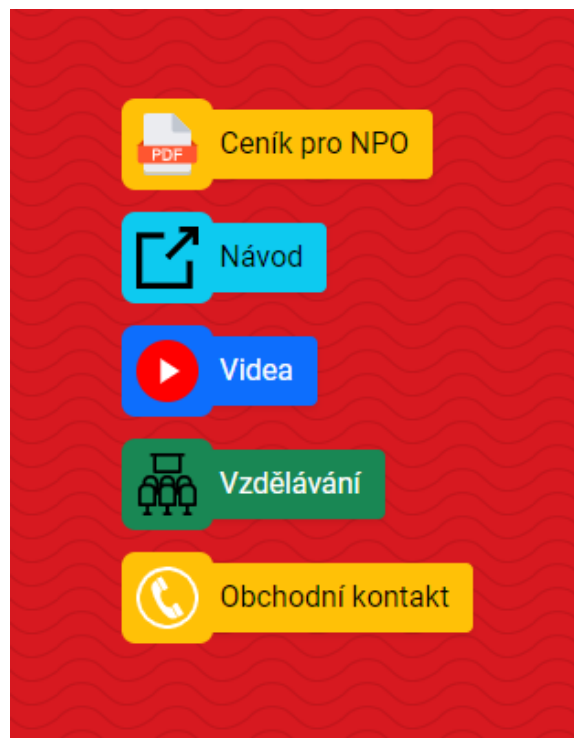 PDF
Ceník pro NPO
Návod
Videa
Vzdělávání
Obchodní kontakt